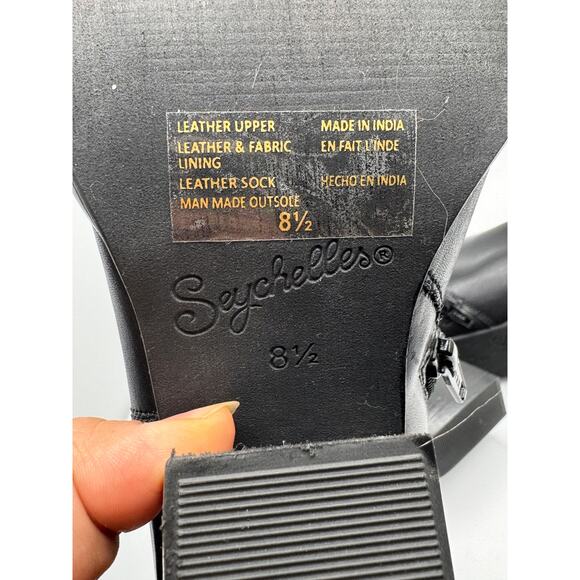 LEATHER UPPER
LEATHER & FABRIC
LINING
LEATHER SOCK
MAN MADE OUTSOLE
MADE IN INDIA
EN FAIT L'INDE
HECHO EN INDIA
8½
Seychelles®
8½